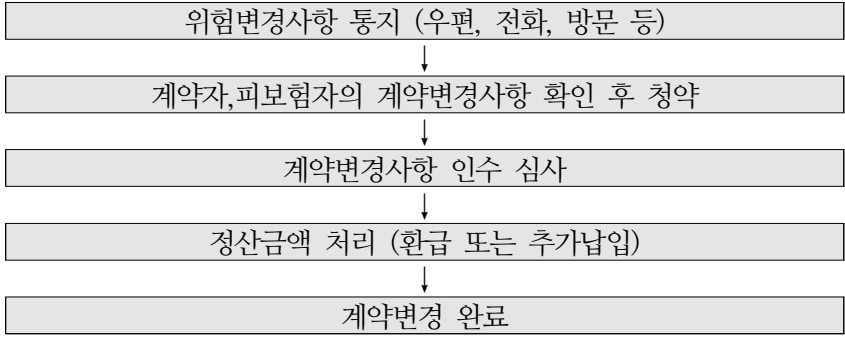 위험변경사항 통지 (우편, 전화, 방문 등)
계약자,피보험자의 계약변경사항 확인 후 청약
계약변경사항 인수 심사
정산금액 처리 (환급 또는 추가납입)
계약변경 완료